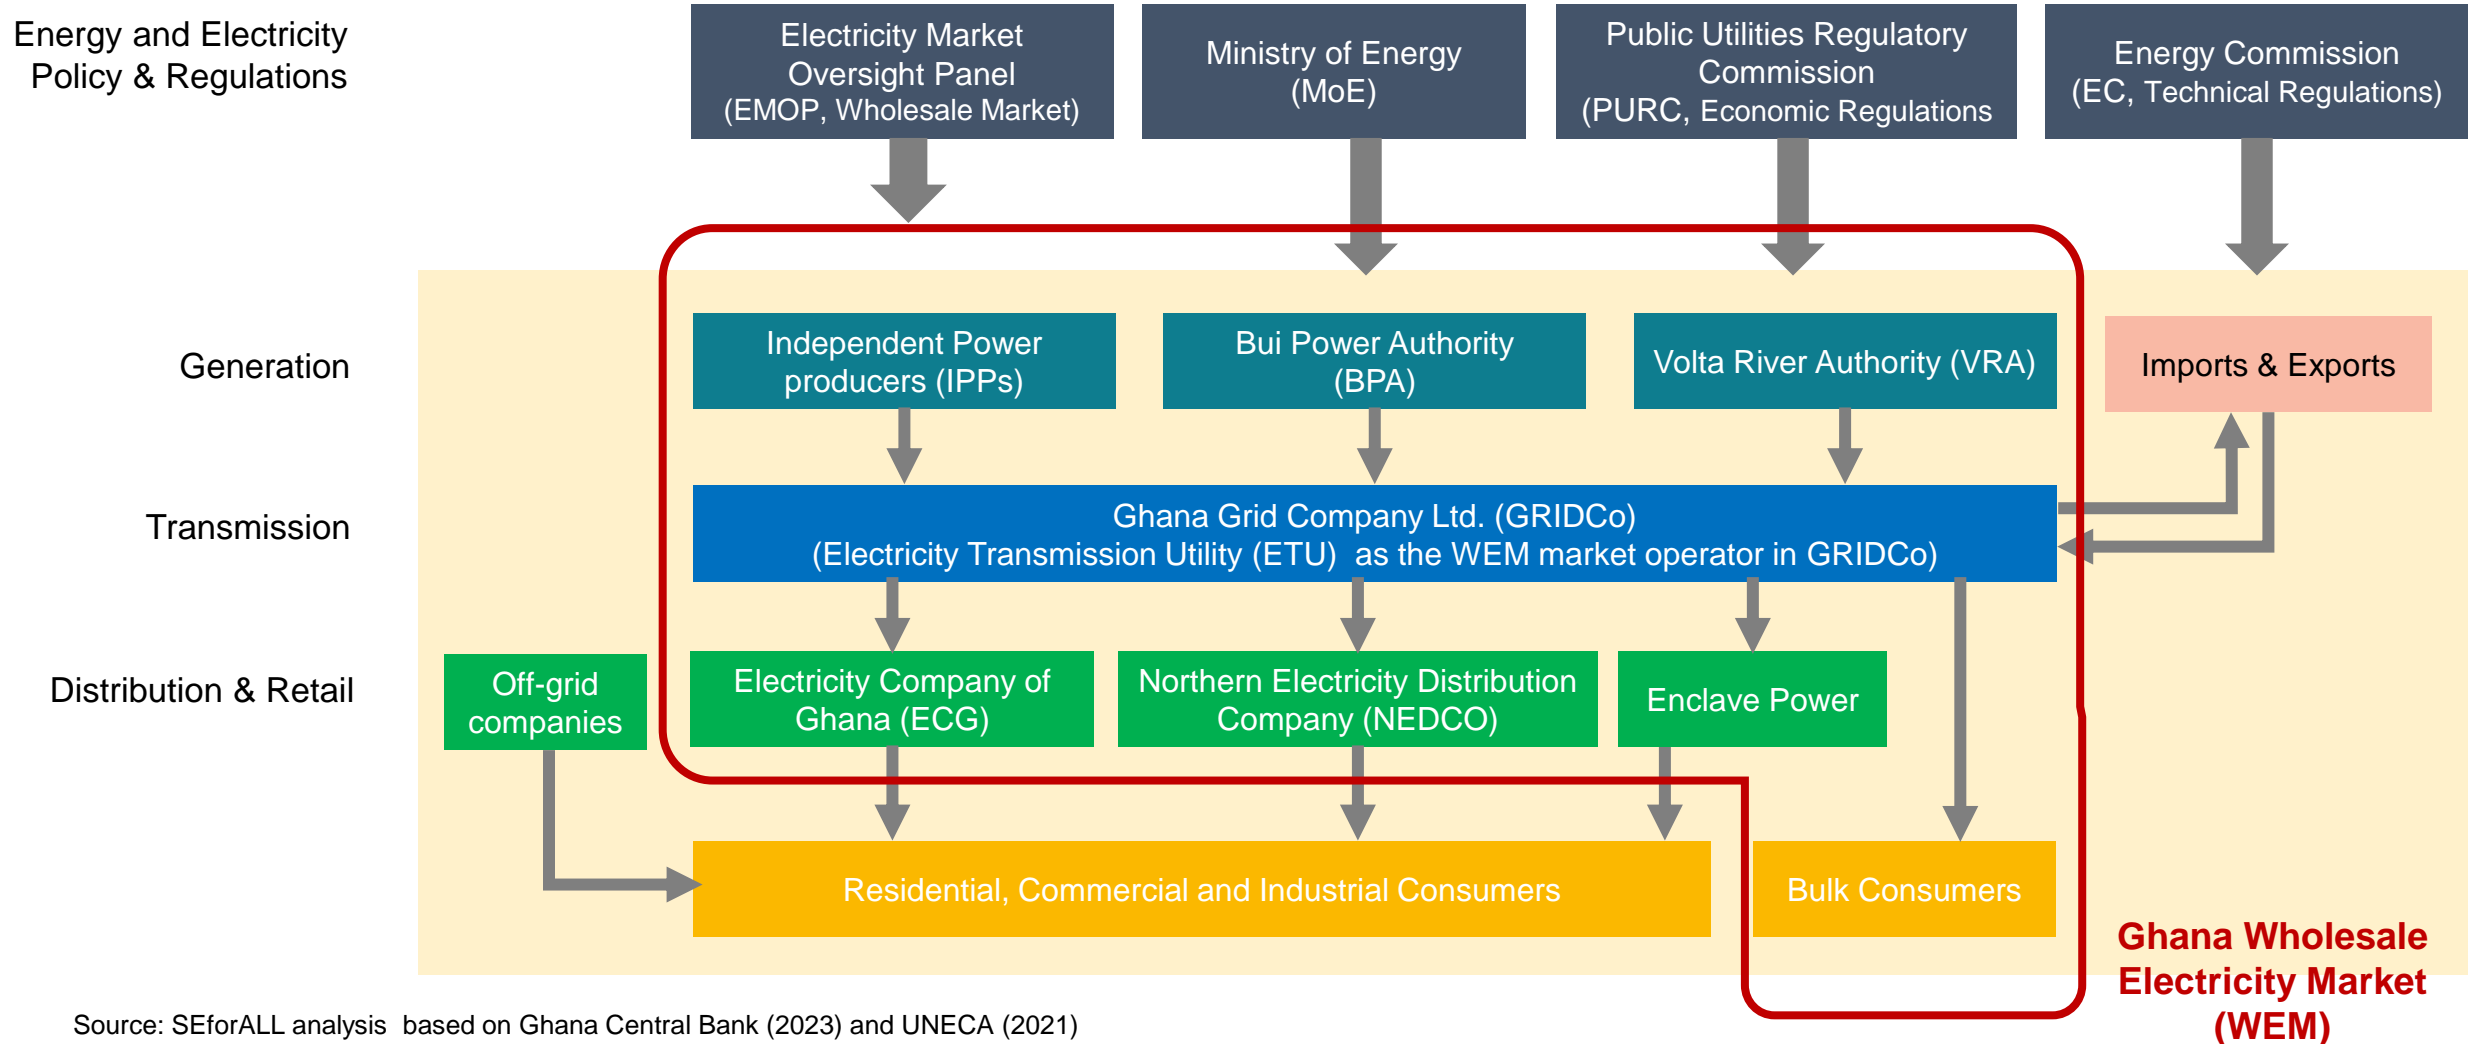 Energy and Electricity
Policy & Regulations
Electricity Market
Oversight Panel
(EMOP, Wholesale Market)
Ministry of Energy
(MoE)
Public Utilities Regulatory
Commission
(PURC, Economic Regulations
Energy Commission
(EC, Technical Regulations)
Generation
Independent Power
producers (IPPs)
Bui Power Authority
(BPA)
Volta River Authority (VRA)
Imports & Exports
Transmission
Ghana Grid Company Ltd. (GRIDCo)
(Electricity Transmission Utility (ETU)  as the WEM market operator in GRIDCo)
Distribution & Retail
Off-grid
companies
Electricity Company of
Ghana (ECG)
Northern Electricity Distribution
Company (NEDCO)
Enclave Power
Residential, Commercial and Industrial Consumers
Bulk Consumers
Ghana Wholesale
Electricity Market
(WEM)
Source: SEforALL analysis  based on Ghana Central Bank (2023) and UNECA (2021)